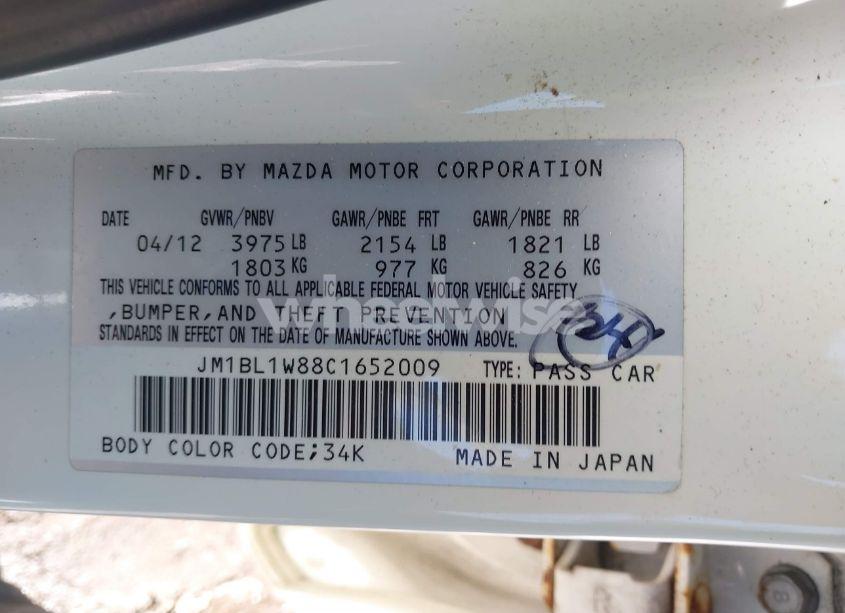 MFD. BY MAZDA MOTOR CORPORATION
DATE GVWR/PNBV GAWR/PNBE FRT GAWR/PNBE RR
04/12 3975 LB 2154 LB 1821 LB
1803 KG 977 KG 826 KG
THIS VEHICLE CONFORMS TO ALL APPLICABLE FEDERAL MOTOR VEHICLE SAFETY
,BUMPER,AND THEFT PREVENTION
STANDARDS IN EFFECT ON THE DATE OF MANUFACTURE SHOWN ABOVE.
wheelwise
JM1BL1W88C1652009 TYPE: PASS CAR
BODY COLOR CODE;34K MADE IN JAPAN
8